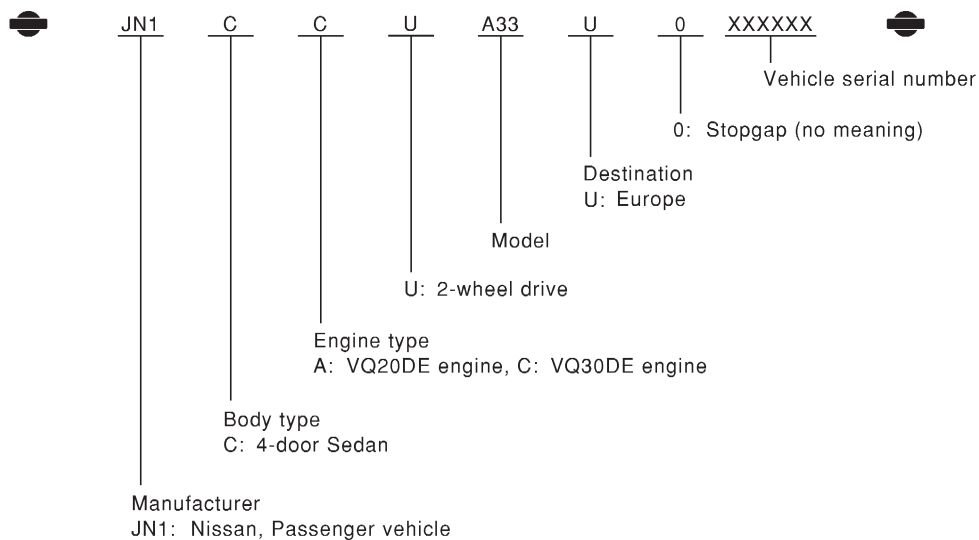 JN1 C C U A33 U 0 XXXXXX
Vehicle serial number
0: Stopgap (no meaning)
Destination
U: Europe
Model
U: 2-wheel drive
Engine type
A: VQ20DE engine, C: VQ30DE engine
Body type
C: 4-door Sedan
Manufacturer
JN1: Nissan, Passenger vehicle